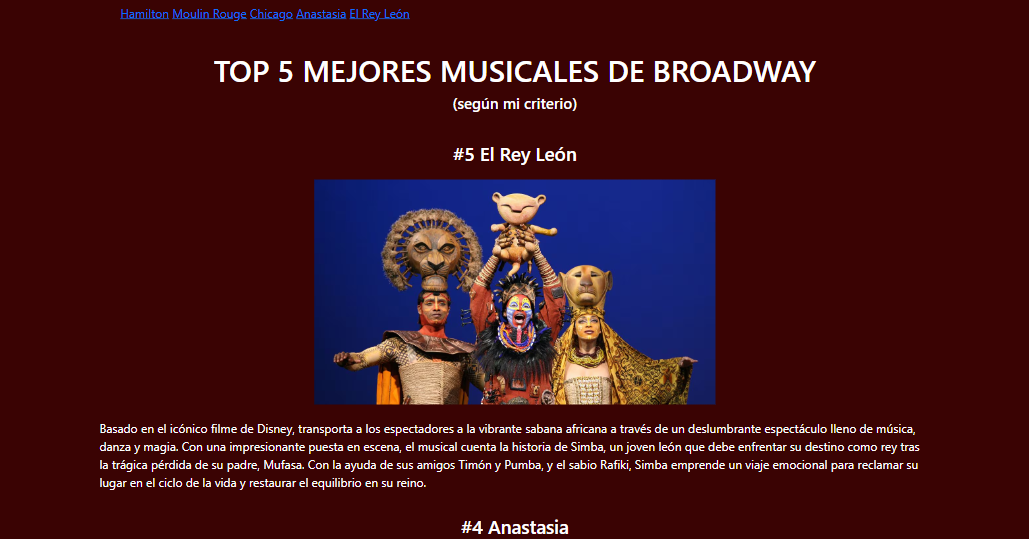 Hamilton Moulin Rouge Chicago Anastasia El Rey León
TOP 5 MEJORES MUSICALES DE BROADWAY
(según mi criterio)
#5 El Rey León
Basado en el icónico filme de Disney, transporta a los espectadores a la vibrante sabana africana a través de un deslumbrante espectáculo lleno de música,
danza y magia. Con una impresionante puesta en escena, el musical cuenta la historia de Simba, un joven león que debe enfrentar su destino como rey tras
la trágica pérdida de su padre, Mufasa. Con la ayuda de sus amigos Timón y Pumba, y el sabio Rafiki, Simba emprende un viaje emocional para reclamar su
lugar en el ciclo de la vida y restaurar el equilibrio en su reino.
#4 Anastasia